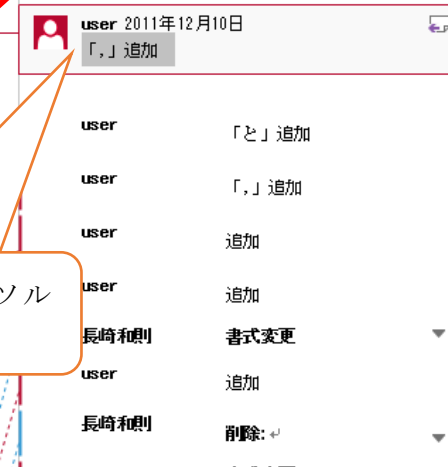 user 2011年12月10日
「,」追加
user 「と」追加
user 「,」追加
user 追加
ソル
user 追加
長崎和則 書式変更
user 追加
長崎和則 削除:↵